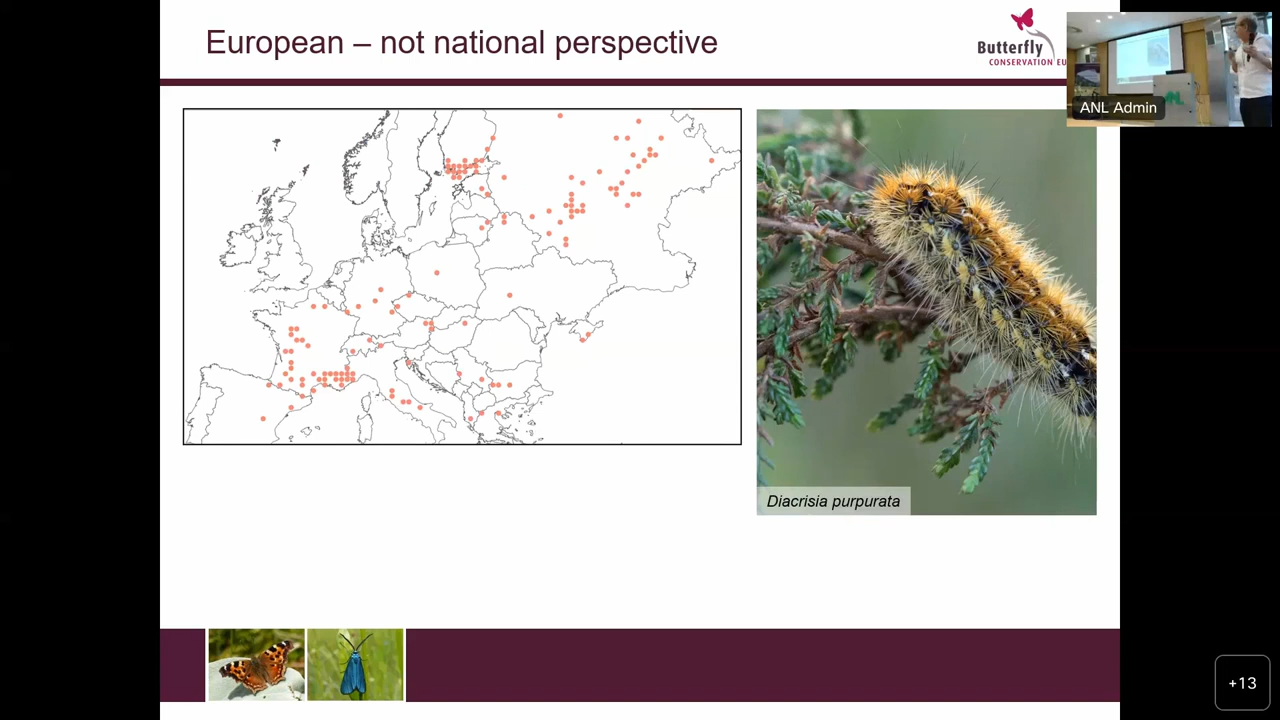 European – not national perspective
Butterfly
CONSERVATION EU
ANL Admin
Diacrisia purpurata
+13